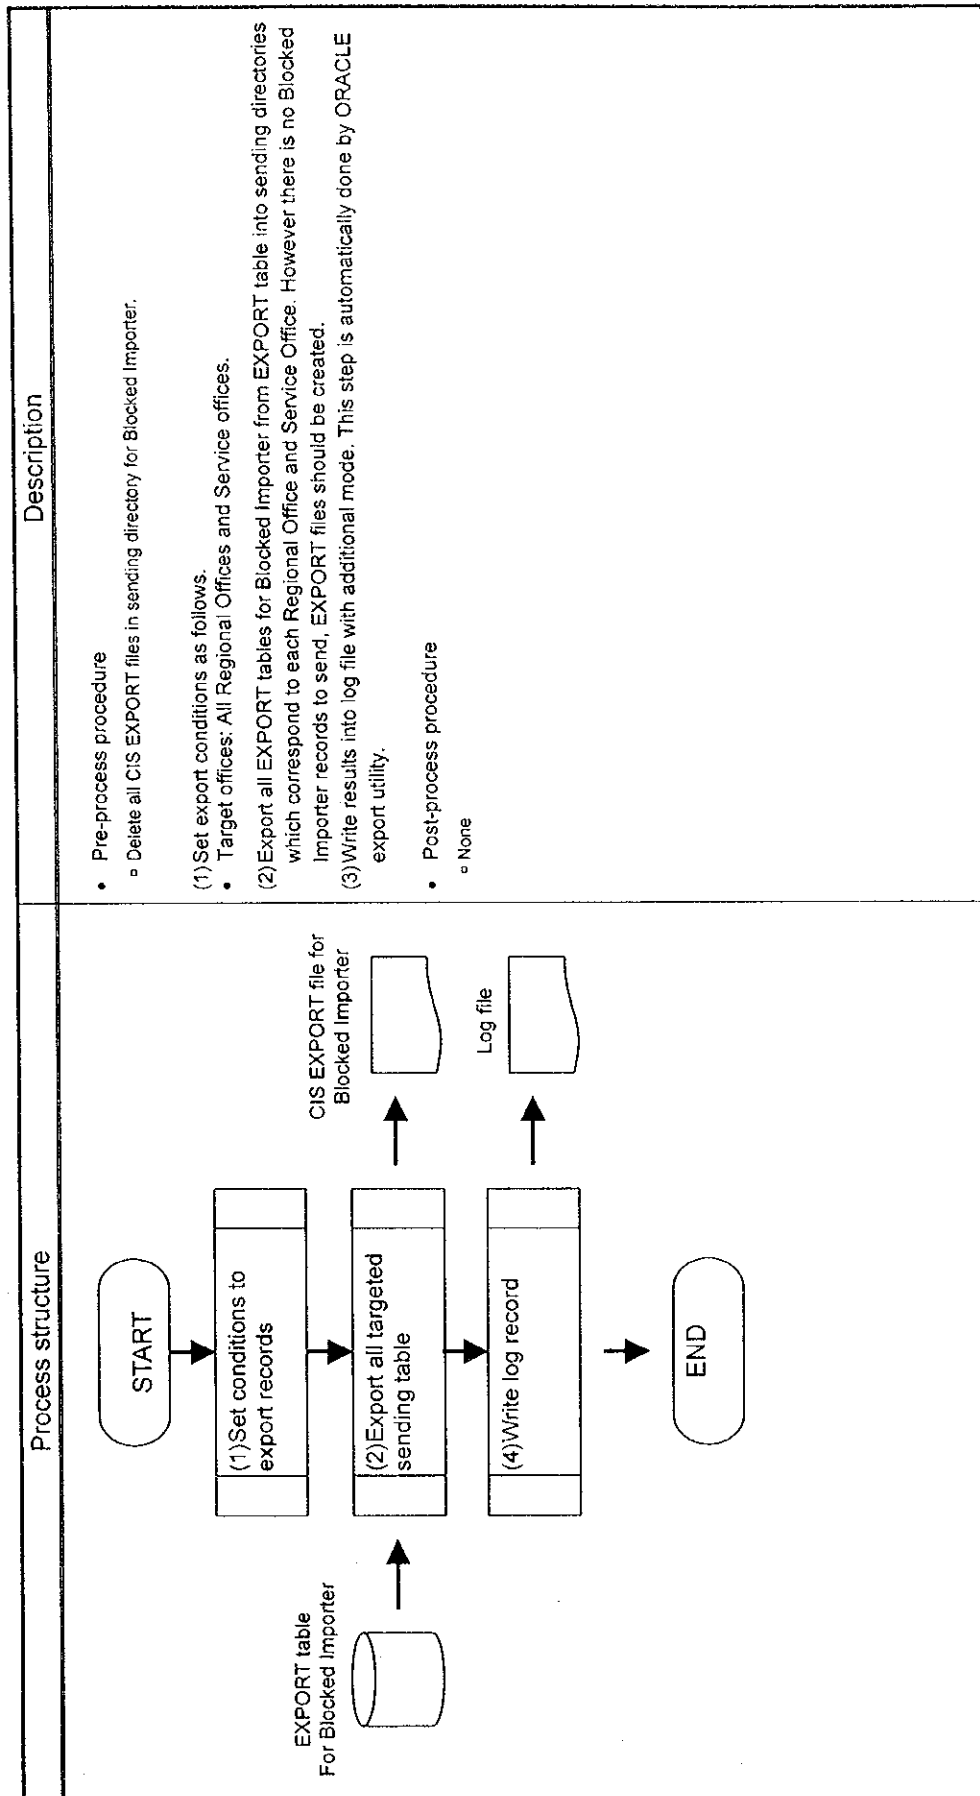 Process structure
START
(1)Set conditions to
export records
EXPORT table
For Blocked Importer
(2)Export all targeted
sending table
CIS EXPORT file for
Blocked Importer
(4)Write log record
Log file
END
Description
• Pre-process procedure
▫ Delete all CIS EXPORT files in sending directory for Blocked Importer.
(1)Set export conditions as follows.
• Target offices: All Regional Offices and Service offices.
(2)Export all EXPORT tables for Blocked Importer from EXPORT table into sending directories
which correspond to each Regional Office and Service Office. However there is no Blocked
Importer records to send, EXPORT files should be created.
(3)Write results into log file with additional mode. This step is automatically done by ORACLE
export utility.
• Post-process procedure
▫ None